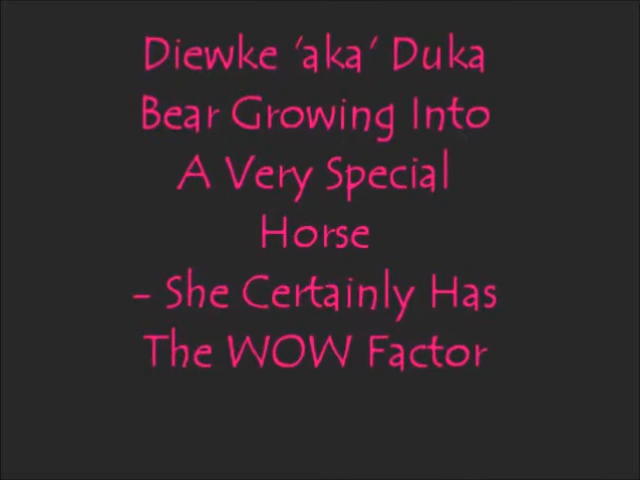 Diewke 'aka' Duka
Bear Growing Into
A Very Special
Horse
- She Certainly Has
The WOW Factor